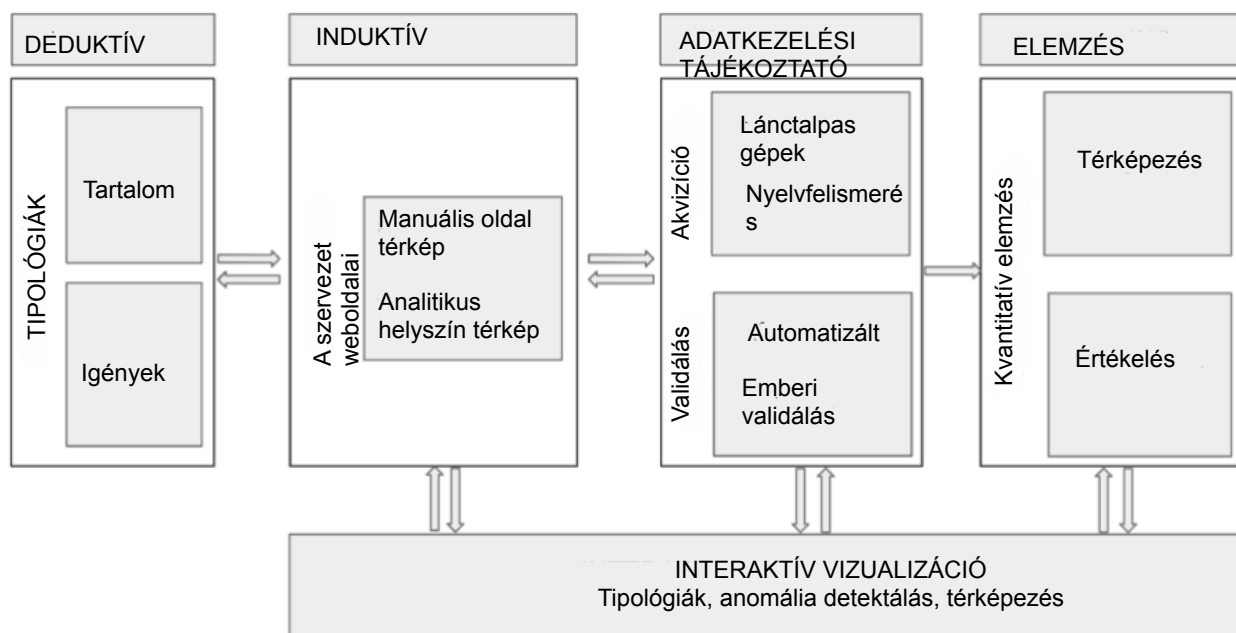 DEDUKTÍV
INDUKTÍV
ADATKEZELÉSI
TÁJÉKOZTATÓ
ELEMZÉS
TIPOLÓGIÁK
Tartalom
Igények
A szervezet
weboldalai
Manuális oldal
térkép
Analitikus
helyszín térkép
Akvizíció
Lánctalpas
gépek
Nyelvfelismeré
s
Validálás
Automatizált
Emberi
validálás
Kvantitatív elemzés
Térképezés
Értékelés
INTERAKTÍV VIZUALIZÁCIÓ
Tipológiák, anomália detektálás, térképezés